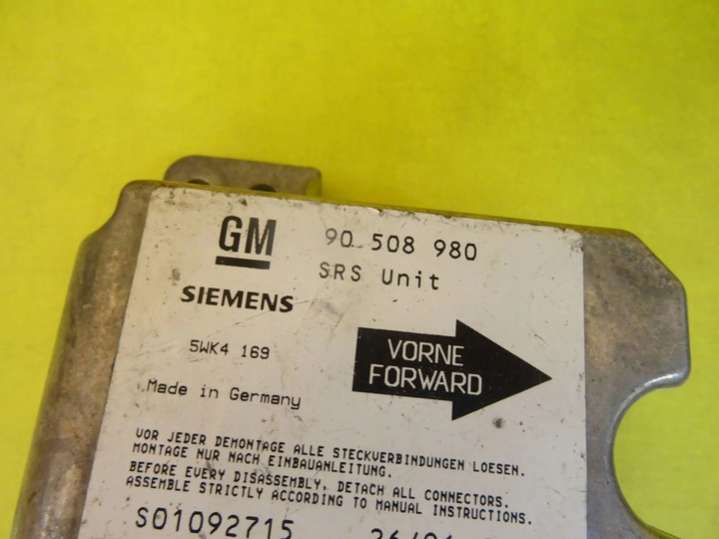 GM 90 508 980
SRS Unit
SIEMENS
5WK4 169
VORNE
FORWARD
Made in Germany
VOR JEDER DEMONTAGE ALLE STECKVERBINDUNGEN LOESEN.
MONTAGE NUR NACH EINBAUANLEITUNG.
BEFORE EVERY DISASSEMBLY, DETACH ALL CONNECTORS.
ASSEMBLE STRICTLY ACCORDING TO MANUAL INSTRUCTIONS.
S01092715